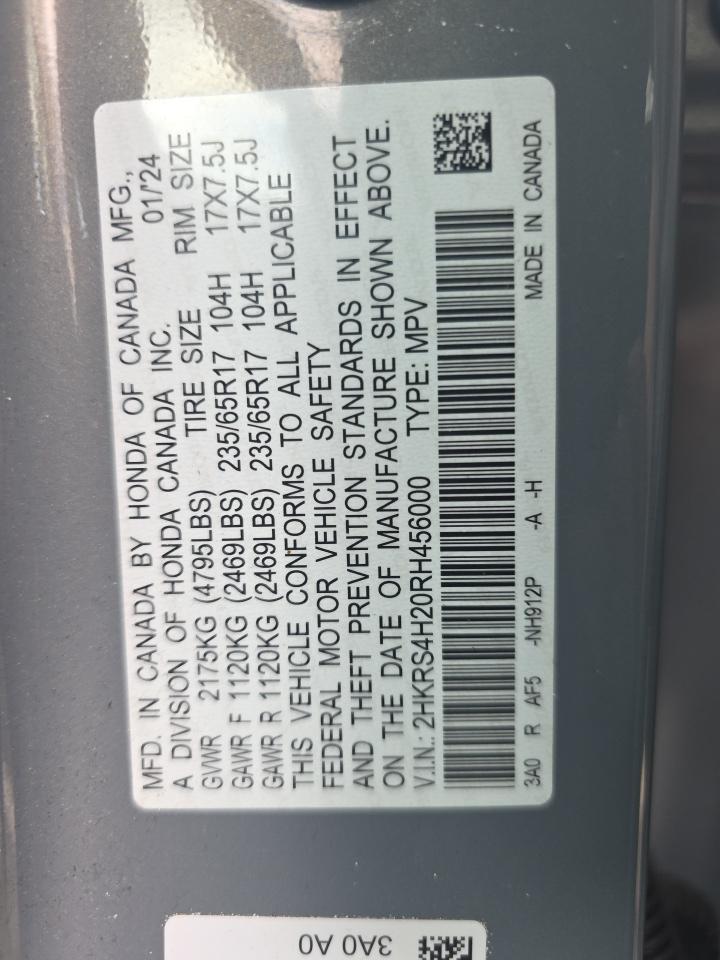 MFD. IN CANADA BY HONDA OF CANADA MFG.,
A DIVISION OF HONDA CANADA INC. 01/'24
GVWR 2175KG (4795LBS) TIRE SIZE RIM SIZE
GAWR F 1120KG (2469LBS) 235/65R17 104H 17X7.5J
GAWR R 1120KG (2469LBS) 235/65R17 104H 17X7.5J
THIS VEHICLE CONFORMS TO ALL APPLICABLE
FEDERAL MOTOR VEHICLE SAFETY
AND THEFT PREVENTION STANDARDS IN EFFECT
ON THE DATE OF MANUFACTURE SHOWN ABOVE.
V.I.N.: 2HKRS4H20RH456000 TYPE: MPV
3A0 R AF5 -NH912P -A -H MADE IN CANADA
3A0 A0